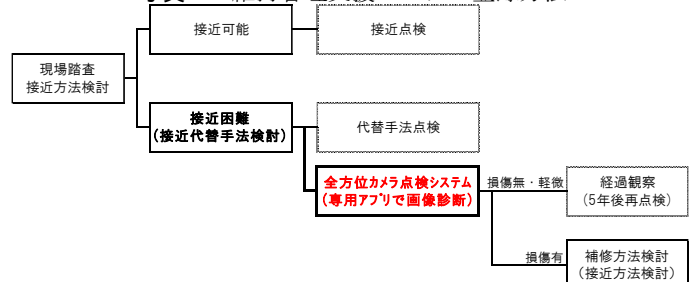 接近可能
接近点検
現場踏査
接近方法検討
接近困難
(接近代替手法検討)
代替手法点検
全方位カメラ点検システム
(専用アプリで画像診断)
損傷無・軽微
経過観察
(5年後再点検)
損傷有
補修方法検討
(接近方法検討)